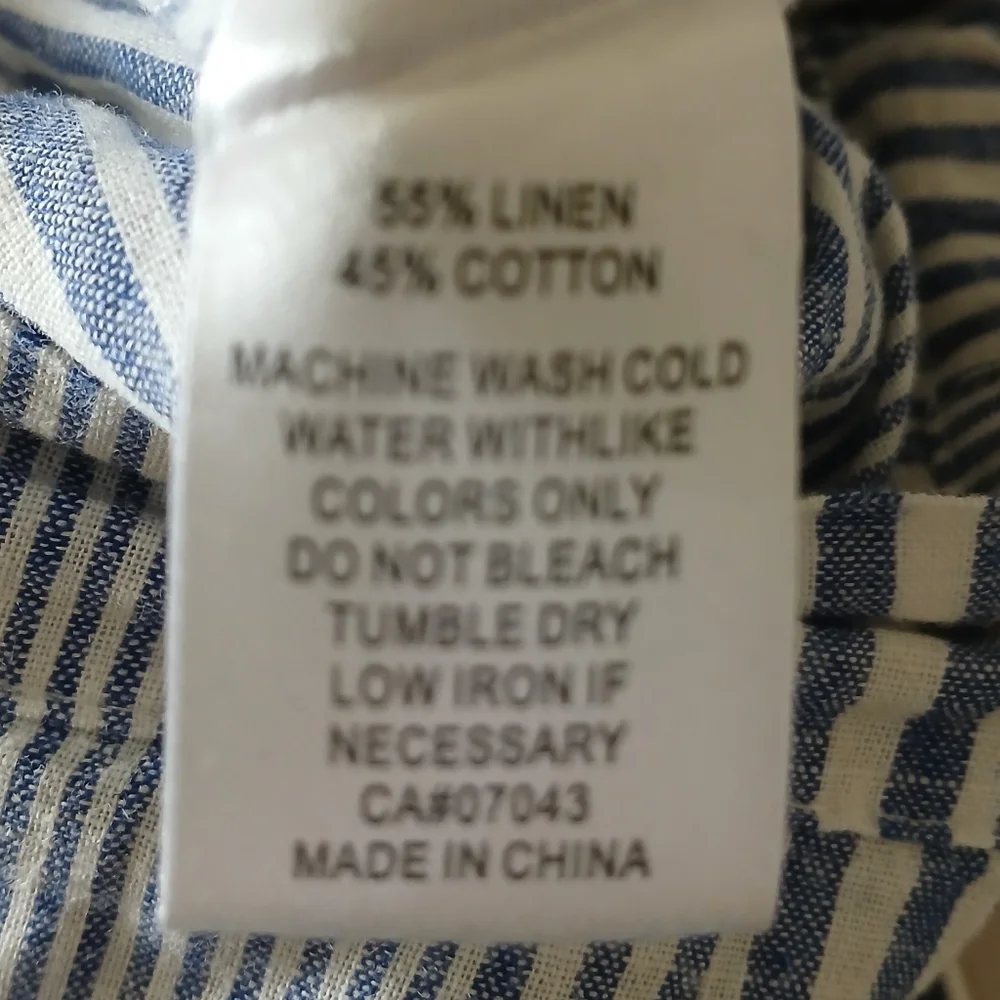 55% LINEN
45% COTTON
MACHINE WASH COLD
WATER WITHLIKE
COLORS ONLY
DO NOT BLEACH
TUMBLE DRY
LOW IRON IF
NECESSARY
CA#07043
MADE IN CHINA